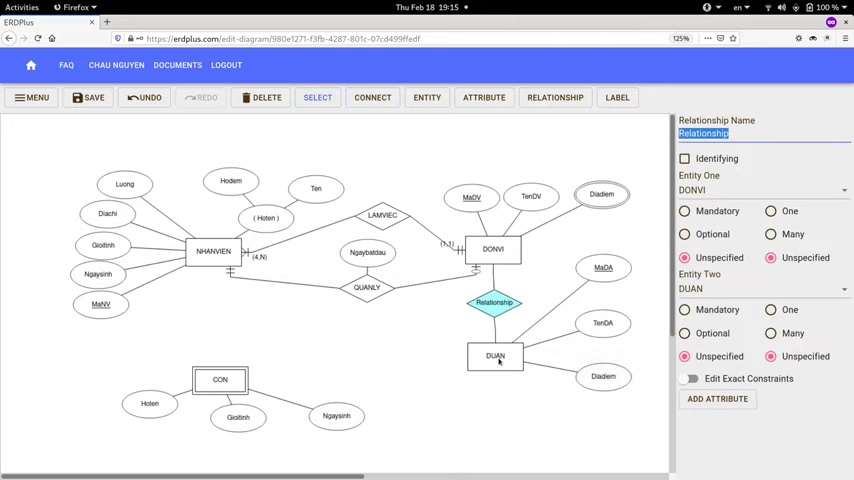 Activities
Firefox
Thu Feb 18 19:15
en
100 %
ERDPlus
https://erdplus.com/edit-diagram/980e1271-f3fb-4287-801c-07cd499ffedf
125%
FAQ
CHAU NGUYEN
DOCUMENTS
LOGOUT
MENU
SAVE
UNDO
REDO
DELETE
SELECT
CONNECT
ENTITY
ATTRIBUTE
RELATIONSHIP
LABEL
Relationship Name
Relationship
Identifying
Entity One
DONVI
Mandatory
One
Optional
Many
Unspecified
Unspecified
Entity Two
DUAN
Mandatory
One
Optional
Many
Unspecified
Unspecified
Edit Exact Constraints
ADD ATTRIBUTE
Luong
Hodem
Ten
Diachi
( Hoten )
Gioitinh
Ngaysinh
MaNV
NHANVIEN
(4,N)
LAMVIEC
(1,1)
Ngaybatdau
QUANLY
MaDV
TenDV
Diadiem
DONVI
Relationship
MaDA
TenDA
Diadiem
DUAN
CON
Hoten
Gioitinh
Ngaysinh